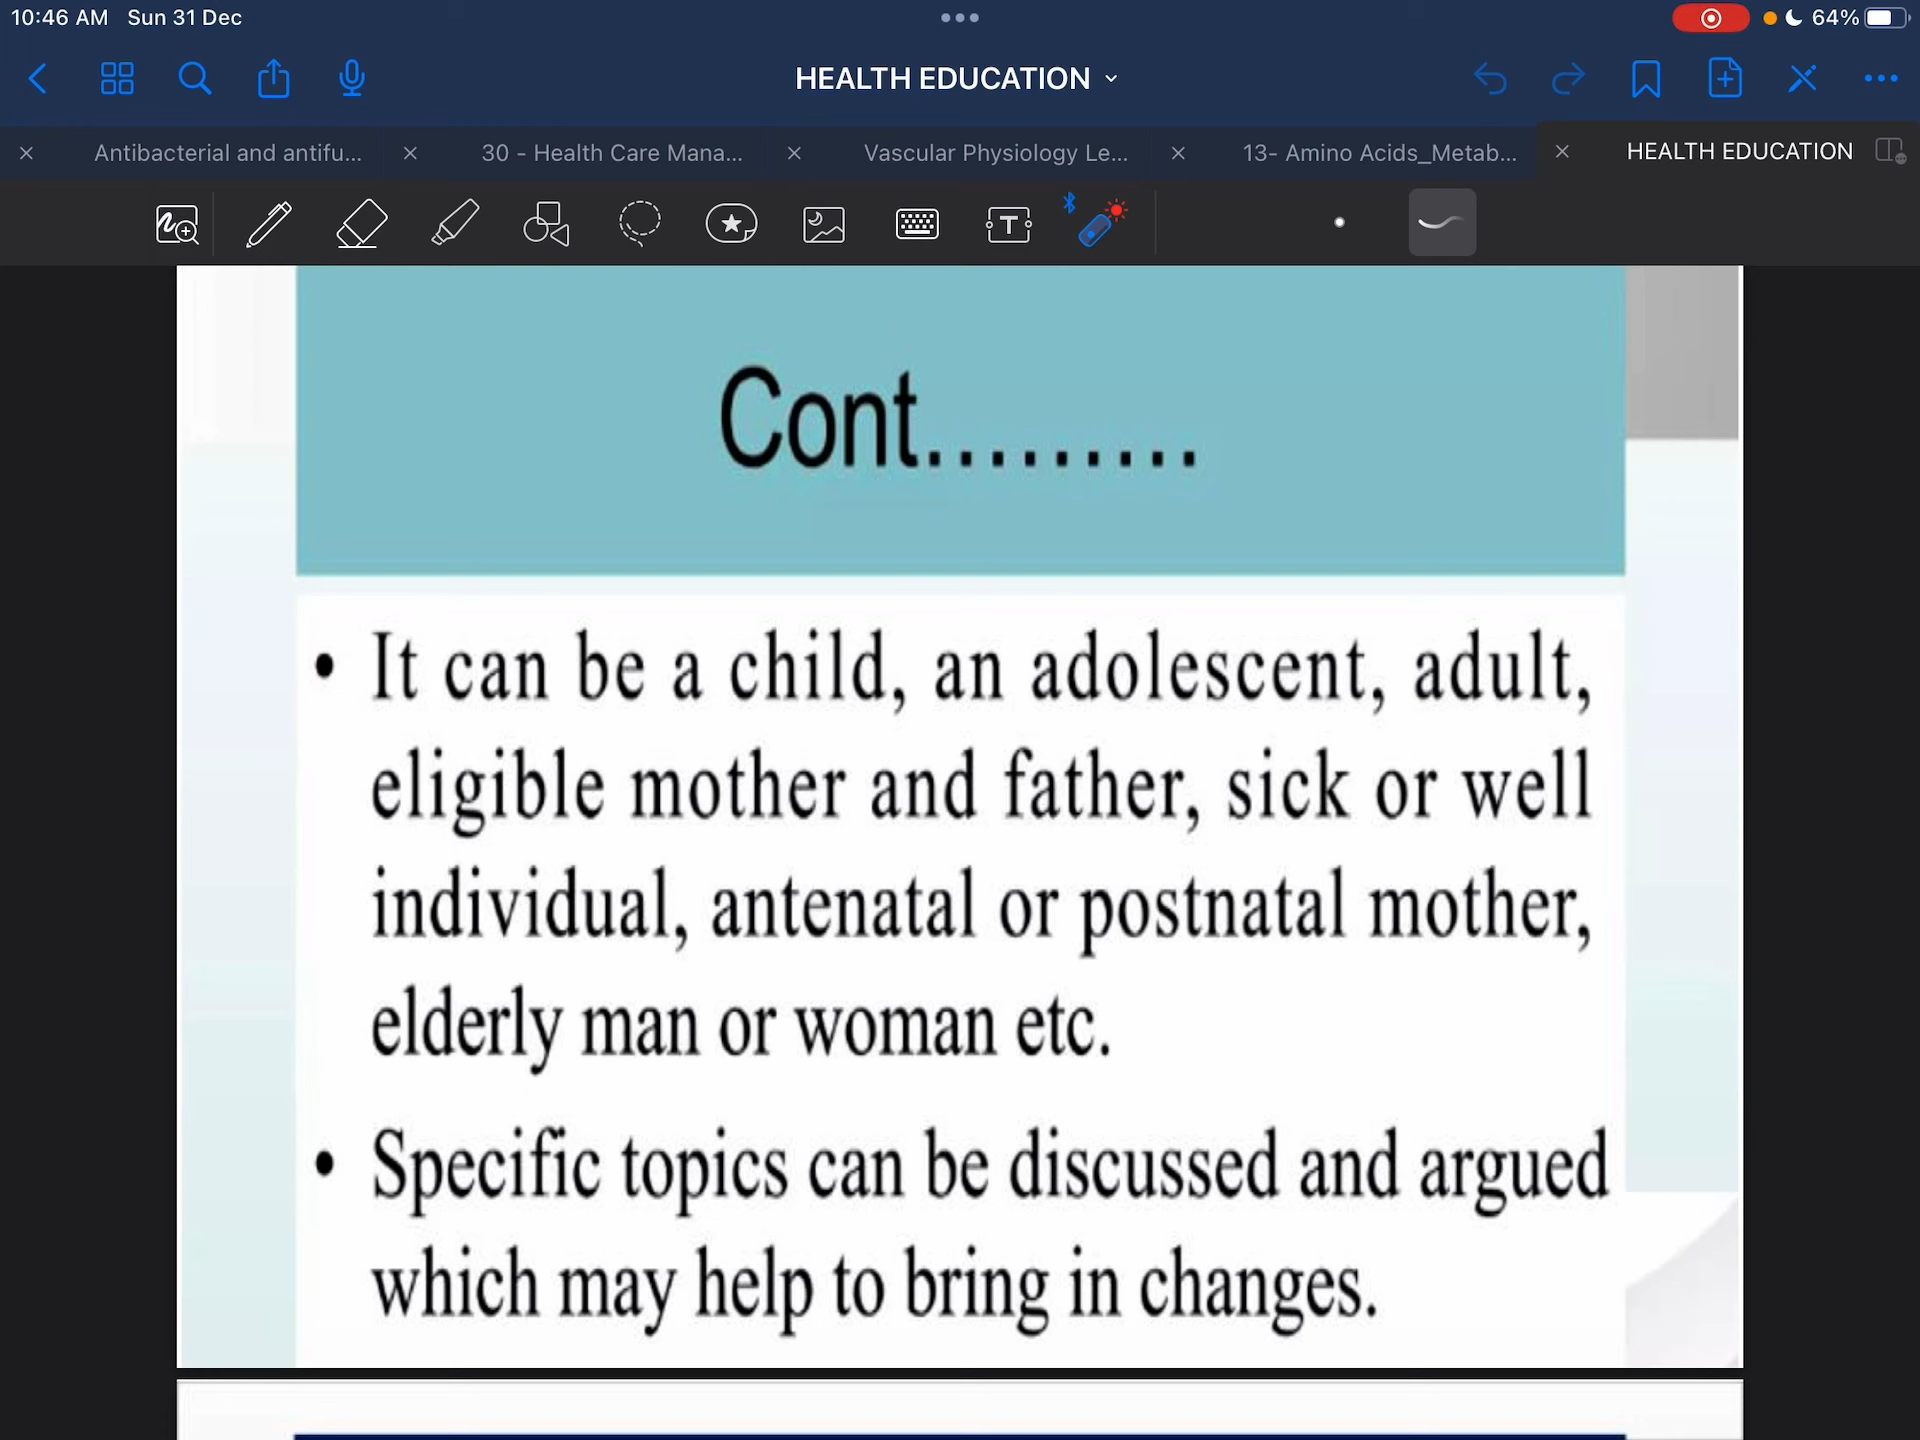 10:46 AM Sun 31 Dec
64%
HEALTH EDUCATION
Antibacterial and antifu...
30 - Health Care Mana...
Vascular Physiology Le...
13- Amino Acids_Metab...
HEALTH EDUCATION
T
Cont.........
• It can be a child, an adolescent, adult,
eligible mother and father, sick or well
individual, antenatal or postnatal mother,
elderly man or woman etc.
• Specific topics can be discussed and argued
which may help to bring in changes.